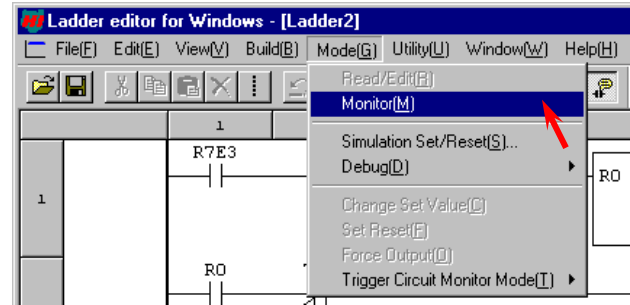 Ladder editor for Windows - [Ladder2]
File(F) Edit(E) View(V) Build(B) Mode(G) Utility(U) Window(W) Help(H)
Read/Edit(R)
Monitor(M)
Simulation Set/Reset(S)...
Debug(D)
Change Set Value(C)
Set Reset(F)
Force Output(O)
Trigger Circuit Monitor Mode(T)
1
R7E3
1
R0
R0